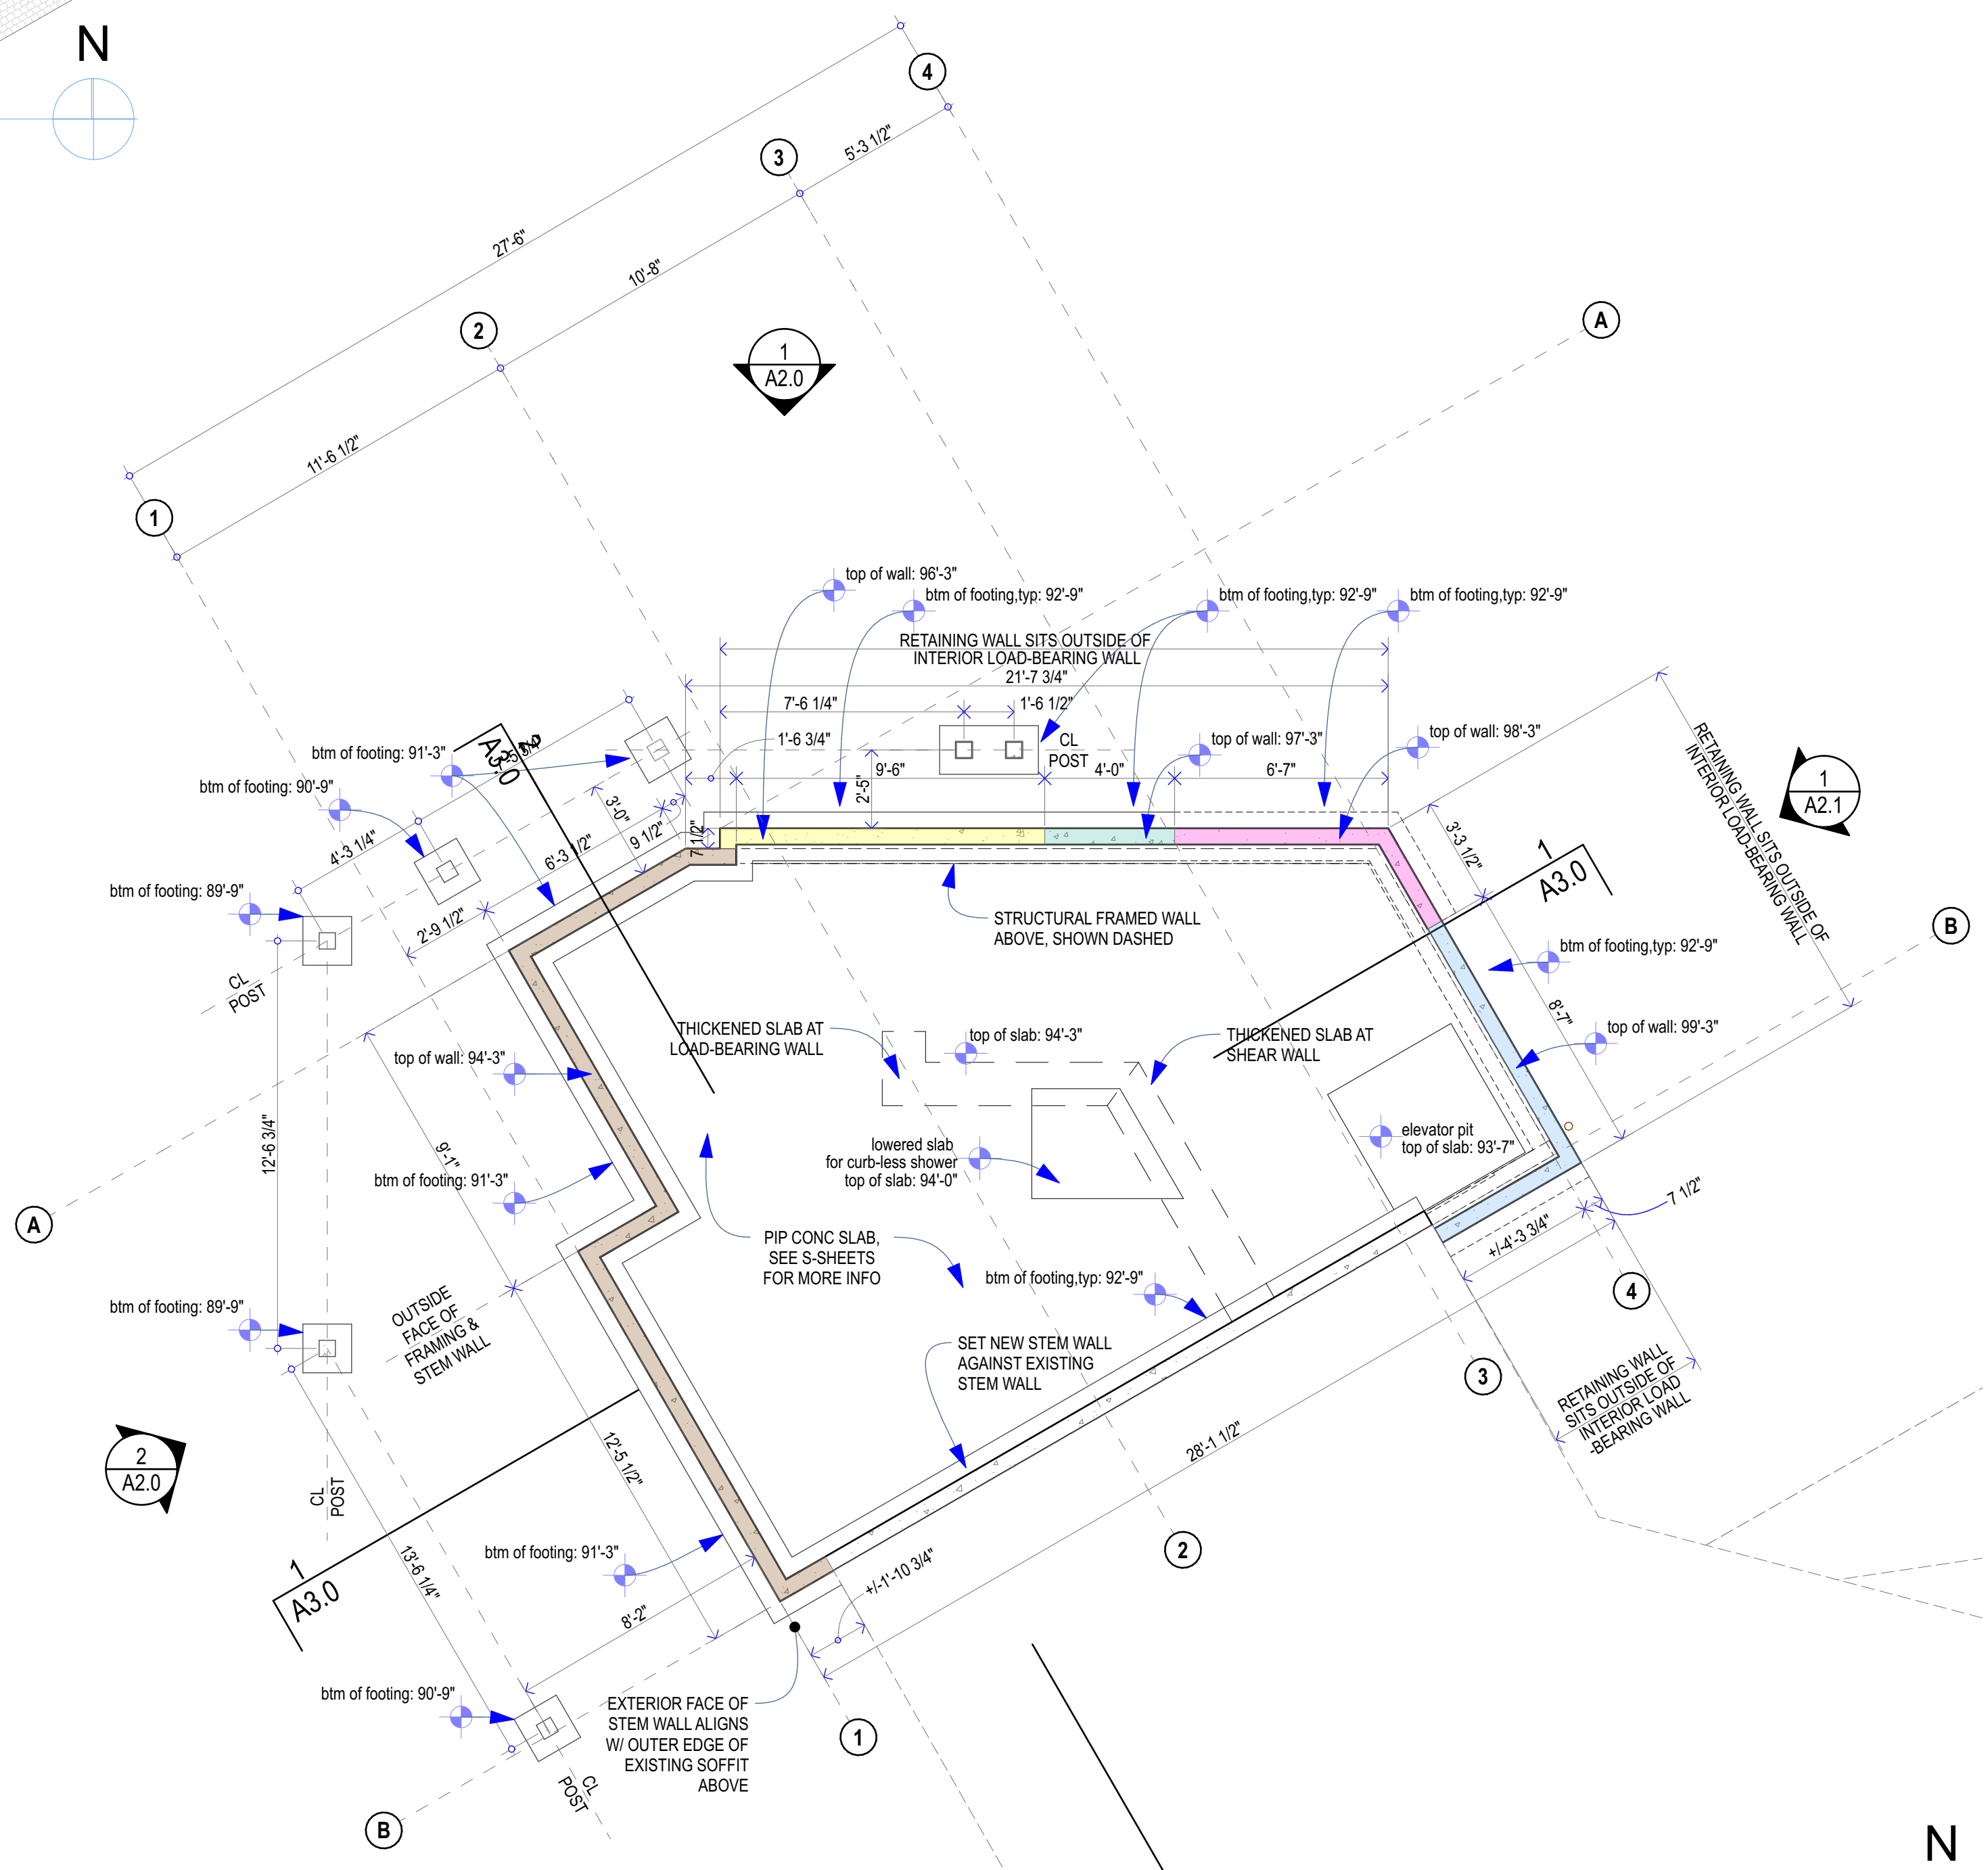 N
4
3
5'-3 1/2"
27'-6"
10'-8"
2
A
1
A2.0
11'-6 1/2"
1
top of wall: 96'-3"
btm of footing,typ: 92'-9"
btm of footing,typ: 92'-9"
btm of footing,typ: 92'-9"
RETAINING WALL SITS OUTSIDE OF
INTERIOR LOAD-BEARING WALL
21'-7 3/4"
7'-6 1/4"
1'-6 1/2"
1'-6 3/4"
CL
POST
top of wall: 97'-3"
top of wall: 98'-3"
RETAINING WALL SITS OUTSIDE OF
INTERIOR LOAD-BEARING WALL
1
A2.1
btm of footing: 91'-3"
A3.0
btm of footing: 90'-9"
9'-6"
4'-0"
6'-7"
2'-5"
3'-0"
9 1/2"
7 1/2"
6'-3 1/2"
4'-3 1/4"
3'-3 1/2"
1
A3.0
btm of footing: 89'-9"
2'-9 1/2"
STRUCTURAL FRAMED WALL
ABOVE, SHOWN DASHED
B
btm of footing,typ: 92'-9"
CL
POST
8'-7"
THICKENED SLAB AT
LOAD-BEARING WALL
top of slab: 94'-3"
THICKENED SLAB AT
SHEAR WALL
top of wall: 99'-3"
top of wall: 94'-3"
12'-6 3/4"
9'-1"
elevator pit
top of slab: 93'-7"
lowered slab
for curb-less shower
top of slab: 94'-0"
btm of footing: 91'-3"
7 1/2"
A
PIP CONC SLAB,
SEE S-SHEETS
FOR MORE INFO
+/-4'-3 3/4"
btm of footing,typ: 92'-9"
4
btm of footing: 89'-9"
OUTSIDE
FACE OF
FRAMING &
STEM WALL
SET NEW STEM WALL
AGAINST EXISTING
STEM WALL
3
RETAINING WALL
SITS OUTSIDE OF
INTERIOR LOAD
-BEARING WALL
28'-1 1/2"
12'-5 1/2"
2
A2.0
CL
POST
2
btm of footing: 91'-3"
13'-6 1/4"
1
A3.0
+/-1'-10 3/4"
8'-2"
btm of footing: 90'-9"
EXTERIOR FACE OF
STEM WALL ALIGNS
W/ OUTER EDGE OF
EXISTING SOFFIT
ABOVE
1
CL
POST
B
N